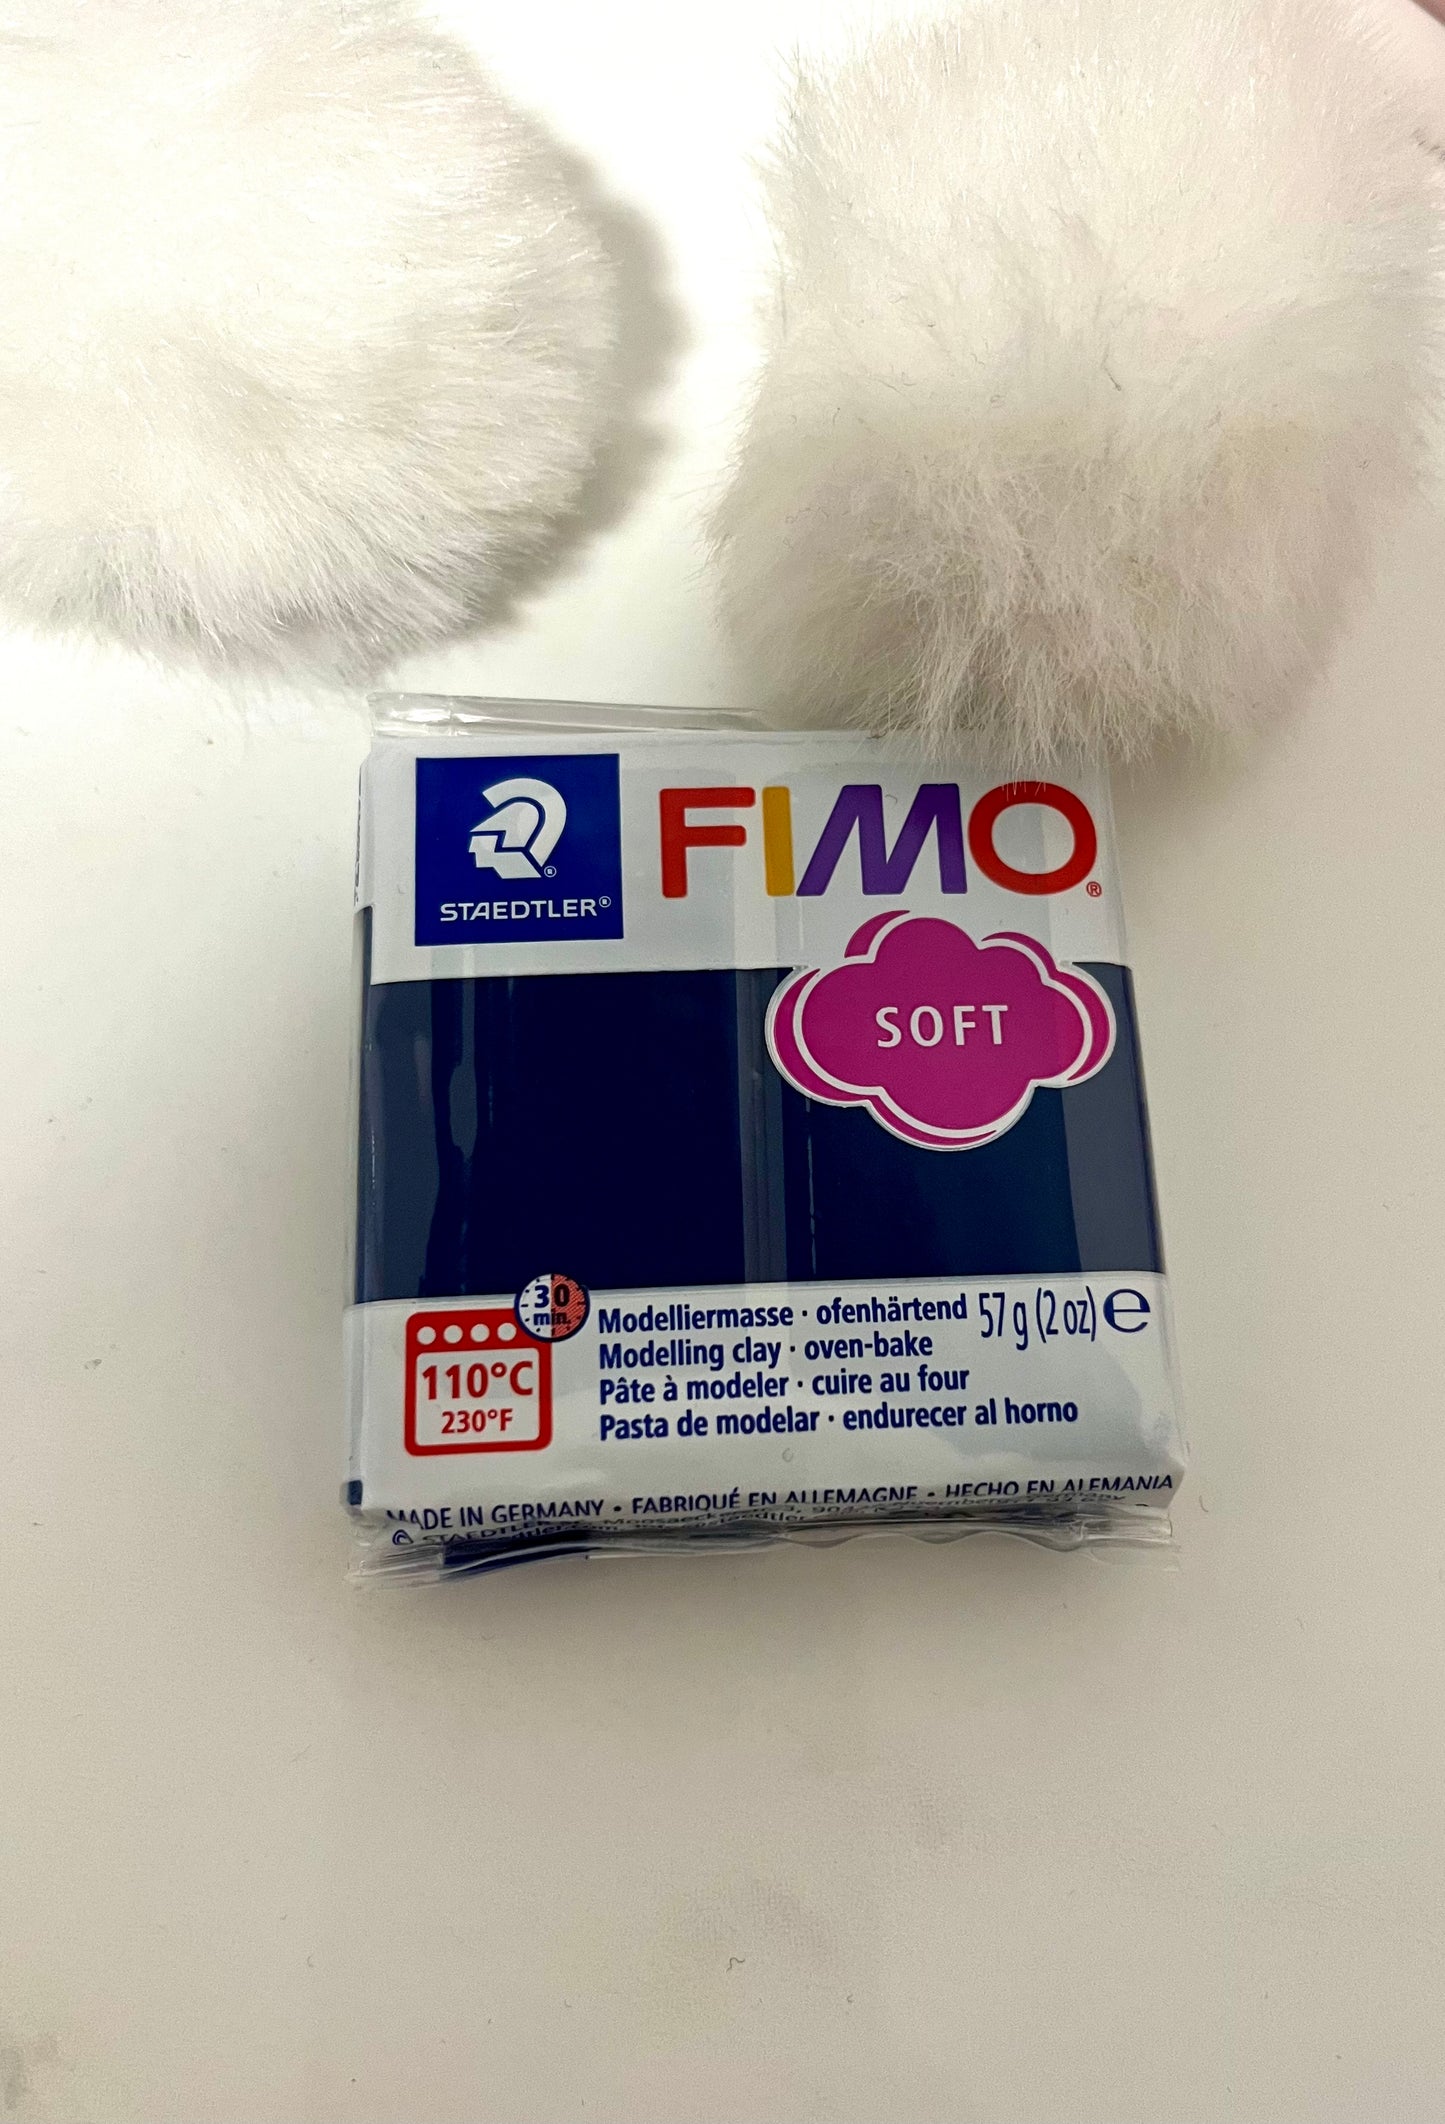 STAEDTLER®
FIMO®
SOFT
30
min.
110°C
230°F
Modelliermasse · ofenhärtend 57 g (2 oz) ℮
Modelling clay · oven-bake
Pâte à modeler · cuire au four
Pasta de modelar · endurecer al horno
MADE IN GERMANY • FABRIQUÉ EN ALLEMAGNE • HECHO EN ALEMANIA
© STAEDTLER